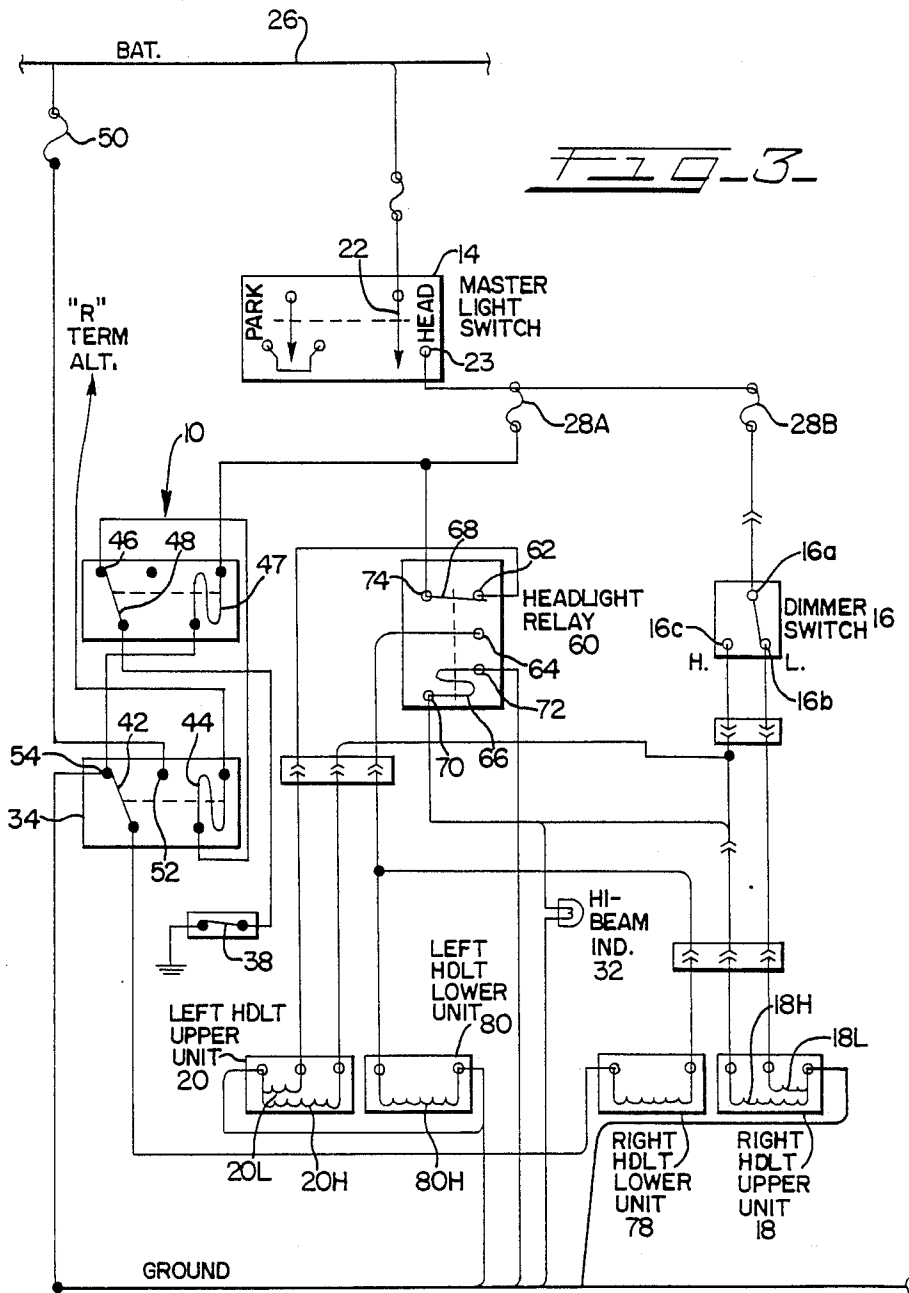 26
BAT.
50
Fig-3-
14
22
PARK
HEAD
MASTER
LIGHT
SWITCH
23
"R"
TERM
ALT.
28A
28B
10
46
48
47
68
62
74
HEADLIGHT
RELAY
60
64
72
70
66
16a
DIMMER
SWITCH 16
16c
H.
L.
16b
42
44
54
34
52
38
HI-
BEAM
IND.
32
LEFT HDLT
UPPER
UNIT
20
LEFT
HDLT
LOWER
UNIT
80
18H
18L
20L
20H
80H
RIGHT
HDLT
LOWER
UNIT
78
RIGHT
HDLT
UPPER
UNIT
18
GROUND